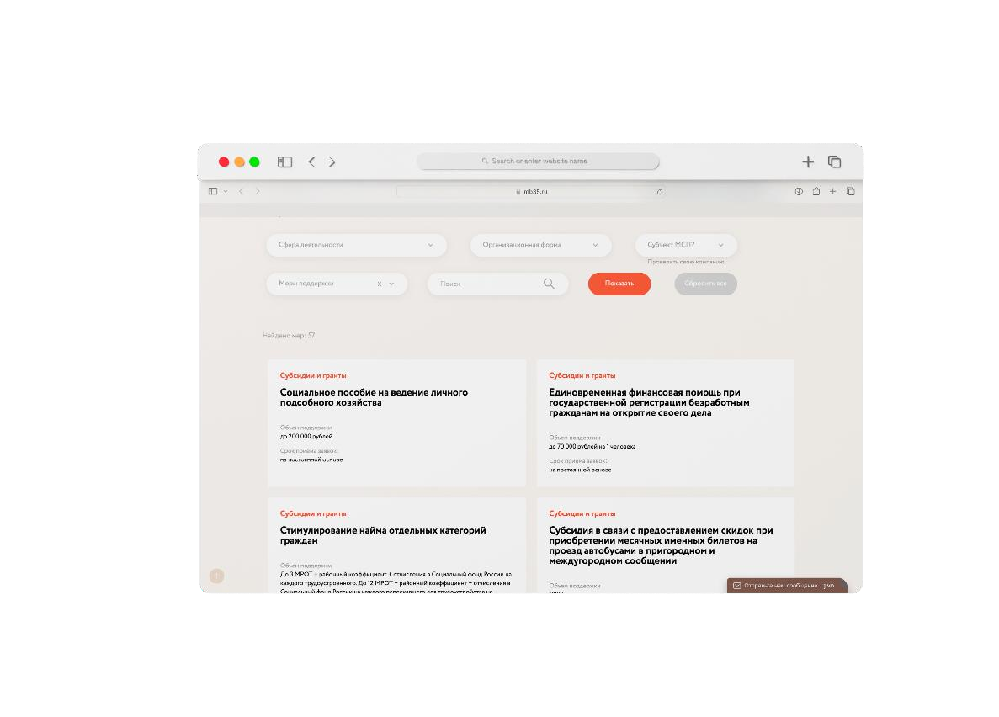 Search or enter website name
mb35.ru
Сфера деятельности
Организационная форма
Субъект МСП?
Проверить свою компанию
Меры поддержки
x
Поиск
Показать
Сбросить все
Найдено мер: 57
Субсидии и гранты
Социальное пособие на ведение личного
подсобного хозяйства
Объем поддержки
до 200 000 рублей
Срок приёма заявок:
на постоянной основе
Субсидии и гранты
Единовременная финансовая помощь при
государственной регистрации безработным
гражданам на открытие своего дела
Объем поддержки
до 70 000 рублей на 1 человека
Срок приёма заявок:
на постоянной основе
Субсидии и гранты
Стимулирование найма отдельных категорий
граждан
Объем поддержки
До 3 МРОТ + районный коэффициент + отчисления в Социальный фонд России на
каждого трудоустроенного. До 12 МРОТ + районный коэффициент + отчисления в
Социальный фонд России на каждого переехавшего для трудоустройства на
Субсидии и гранты
Субсидия в связи с предоставлением скидок при
приобретении месячных именных билетов на
проезд автобусами в пригородном и
междугородном сообщении
Объем поддержки
Отправьте нам сообщение jivo